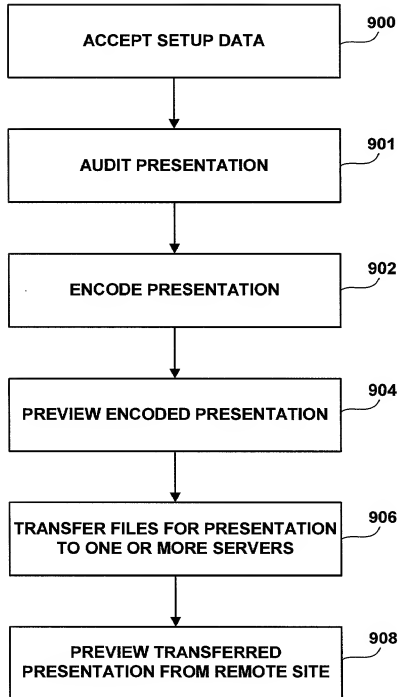 900
ACCEPT SETUP DATA
901
AUDIT PRESENTATION
902
ENCODE PRESENTATION
904
PREVIEW ENCODED PRESENTATION
906
TRANSFER FILES FOR PRESENTATION
TO ONE OR MORE SERVERS
908
PREVIEW TRANSFERRED
PRESENTATION FROM REMOTE SITE